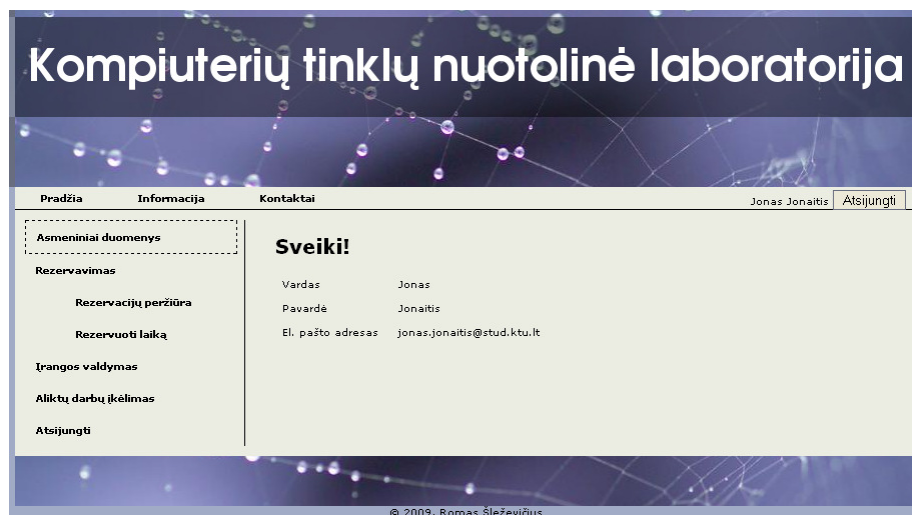 Kompiuterių tinklų nuotolinė laboratorija
Pradžia Informacija Kontaktai Jonas Jonaitis Atsijungti
Asmeniniai duomenys
Rezervavimas
Rezervacijų peržiūra
Rezervuoti laiką
Įrangos valdymas
Aliktų darbų įkėlimas
Atsijungti
Sveiki!
Vardas Jonas
Pavardė Jonaitis
El. pašto adresas jonas.jonaitis@stud.ktu.lt
© 2009, Romas Šleževičius